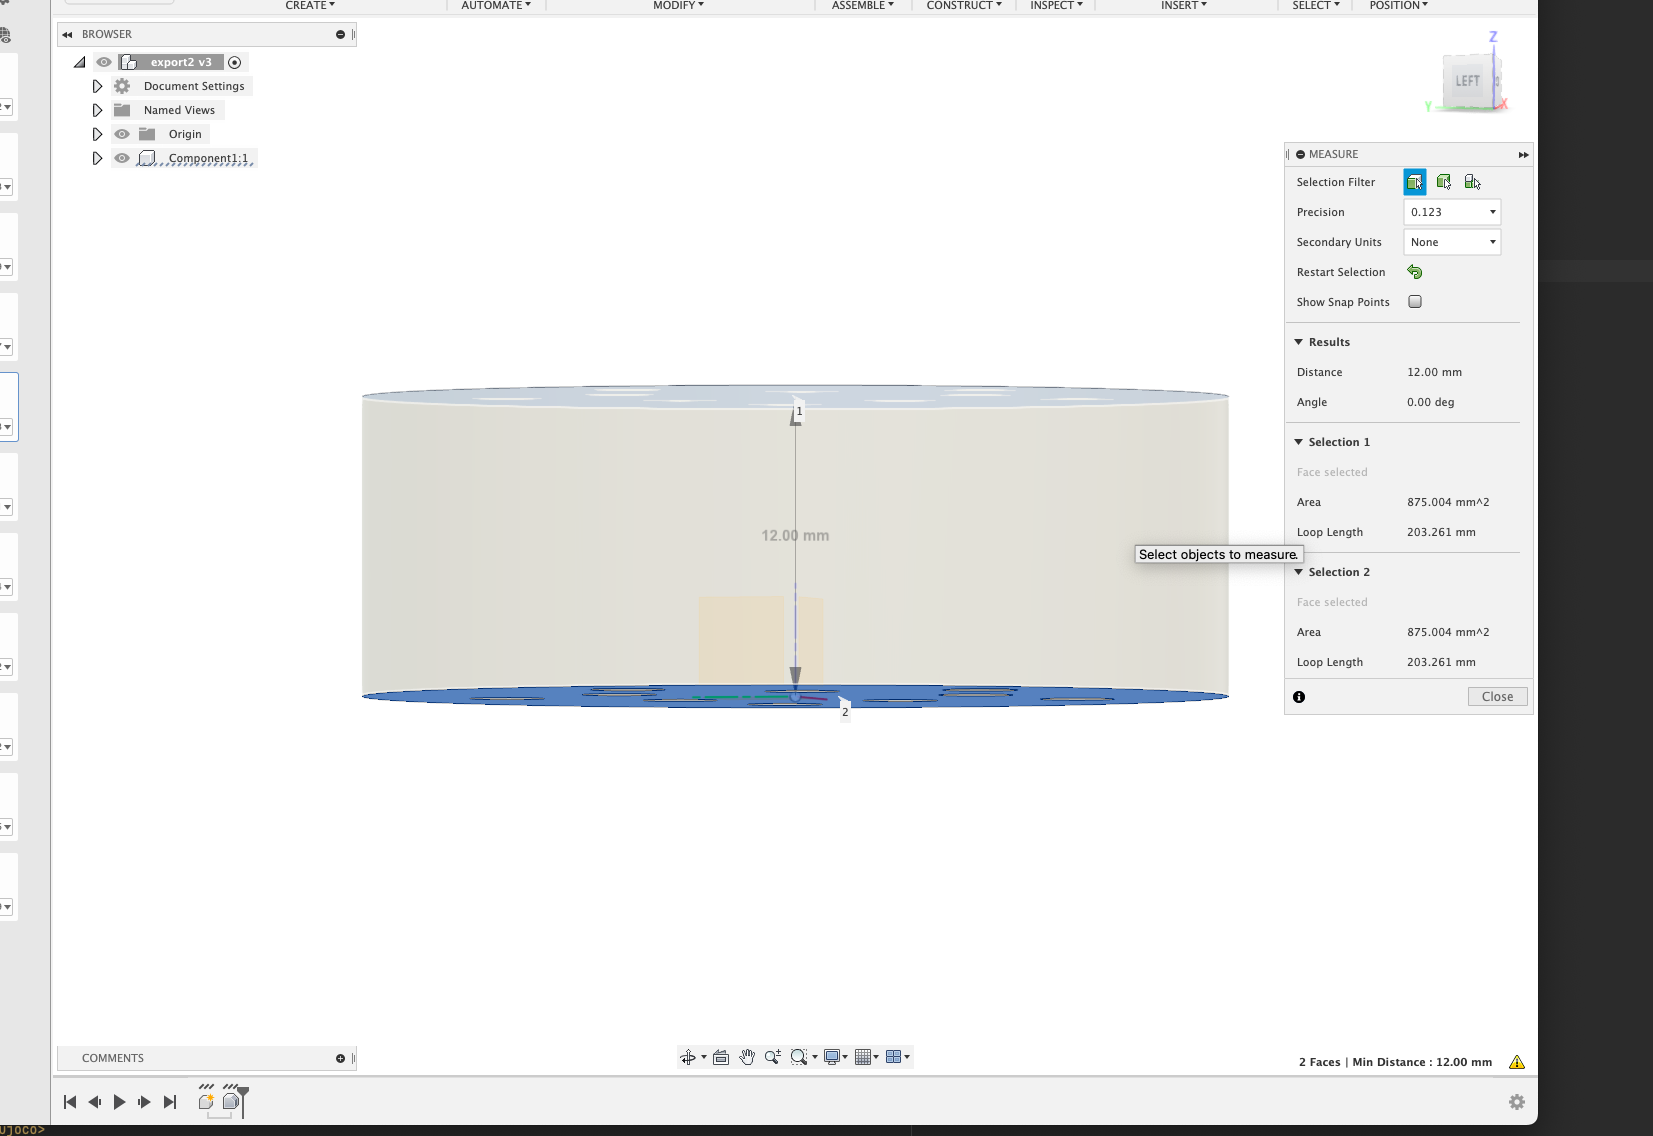 CREATE AUTOMATE MODIFY ASSEMBLE CONSTRUCT INSPECT INSERT SELECT POSITION
BROWSER
export2 v3
Document Settings
Named Views
Origin
Component1:1
Z
LEFT
Y
X
MEASURE
Selection Filter
Precision 0.123
Secondary Units None
Restart Selection
Show Snap Points
Results
Distance 12.00 mm
Angle 0.00 deg
Selection 1
Face selected
Area 875.004 mm^2
Loop Length 203.261 mm
Selection 2
Face selected
Area 875.004 mm^2
Loop Length 203.261 mm
Close
1
12.00 mm
Select objects to measure.
2
COMMENTS
2 Faces | Min Distance : 12.00 mm
ujoco>